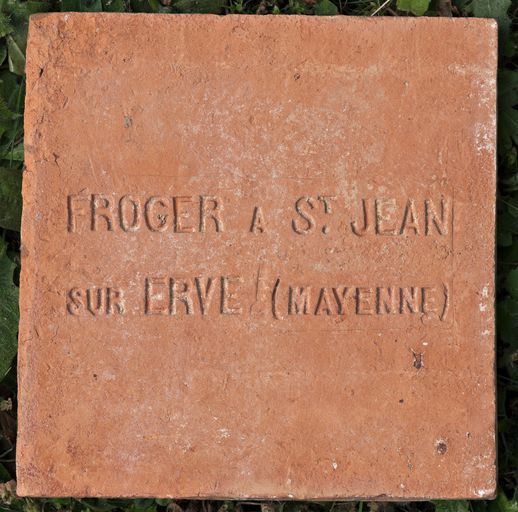 FROGER A ST JEAN
SUR ERVE (MAYENNE)